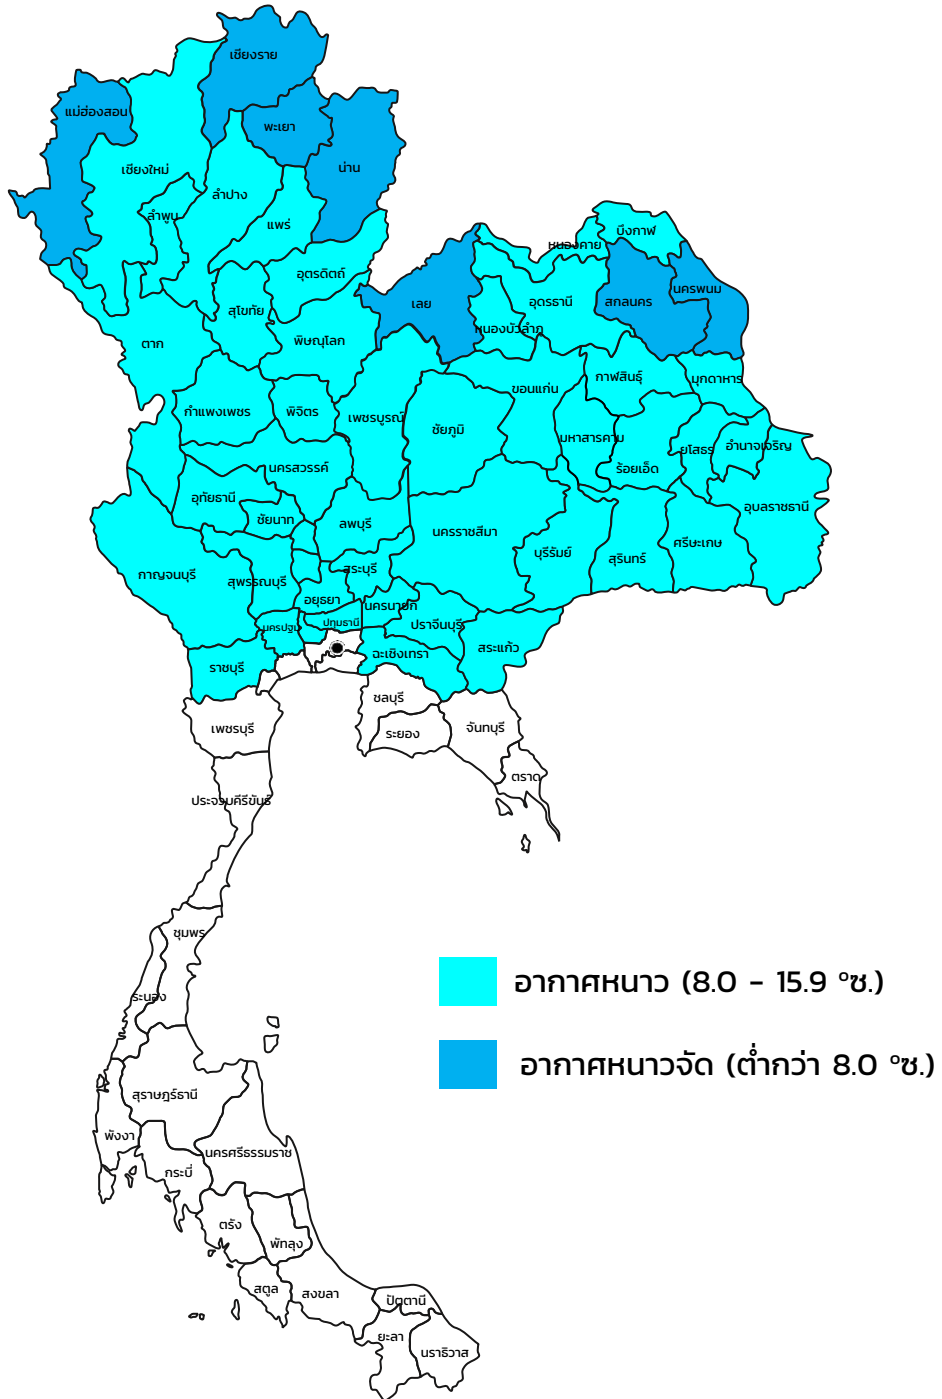 เชียงราย
แม่ฮ่องสอน
พะเยา
เชียงใหม่
น่าน
ลำปาง
ลำพูน
แพร่
บึงกาฬ
หนองคาย
อุตรดิตถ์
นครพนม
สุโขทัย
เลย
อุดรธานี
สกลนคร
หนองบัวลำภู
ตาก
พิษณุโลก
ขอนแก่น
กาฬสินธุ์
มุกดาหาร
กำแพงเพชร
พิจิตร
เพชรบูรณ์
ชัยภูมิ
มหาสารคาม
ยโสธร
อำนาจเจริญ
ร้อยเอ็ด
นครสวรรค์
อุทัยธานี
อุบลราชธานี
ชัยนาท
ลพบุรี
นครราชสีมา
บุรีรัมย์
สุรินทร์
ศรีษะเกษ
กาญจนบุรี
สุพรรณบุรี
สระบุรี
อยุธยา
นครนายก
นครปฐม
ปทุมธานี
ปราจีนบุรี
ฉะเชิงเทรา
สระแก้ว
ราชบุรี
ชลบุรี
เพชรบุรี
ระยอง
จันทบุรี
ตราด
ประจวบคีรีขันธ์
ชุมพร
ระนอง
อากาศหนาว (8.0 - 15.9 °ซ.)
อากาศหนาวจัด (ต่ำกว่า 8.0 °ซ.)
สุราษฎร์ธานี
พังงา
นครศรีธรรมราช
กระบี่
ตรัง
พัทลุง
สตูล
สงขลา
ปัตตานี
ยะลา
นราธิวาส